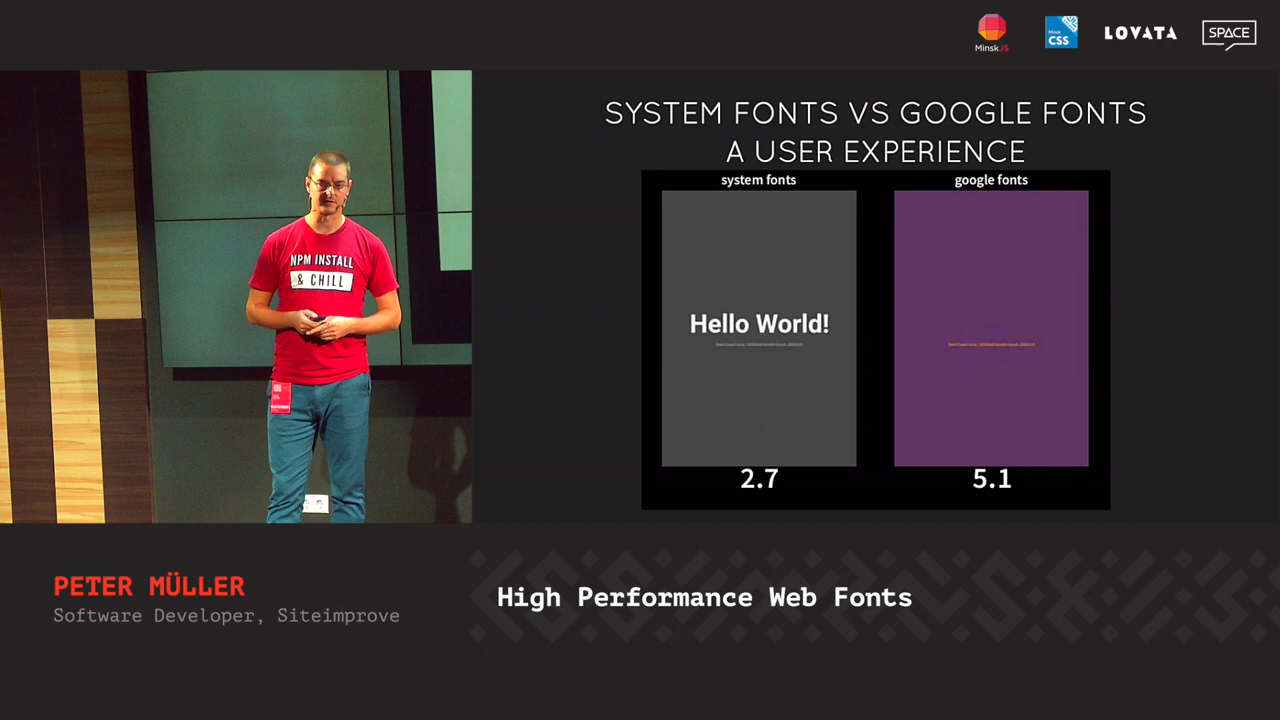 MinskJS
Minsk
CSS
LOVATA
SPACE
SYSTEM FONTS VS GOOGLE FONTS
A USER EXPERIENCE
system fonts
google fonts
Hello World!
2.7
5.1
NPM INSTALL
& CHILL
PETER MÜLLER
Software Developer, Siteimprove
High Performance Web Fonts